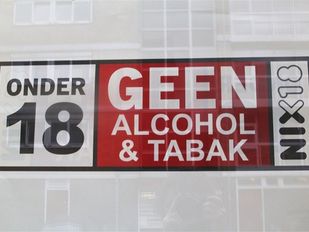 ONDER
18
GEEN
ALCOHOL
& TABAK
NIX18